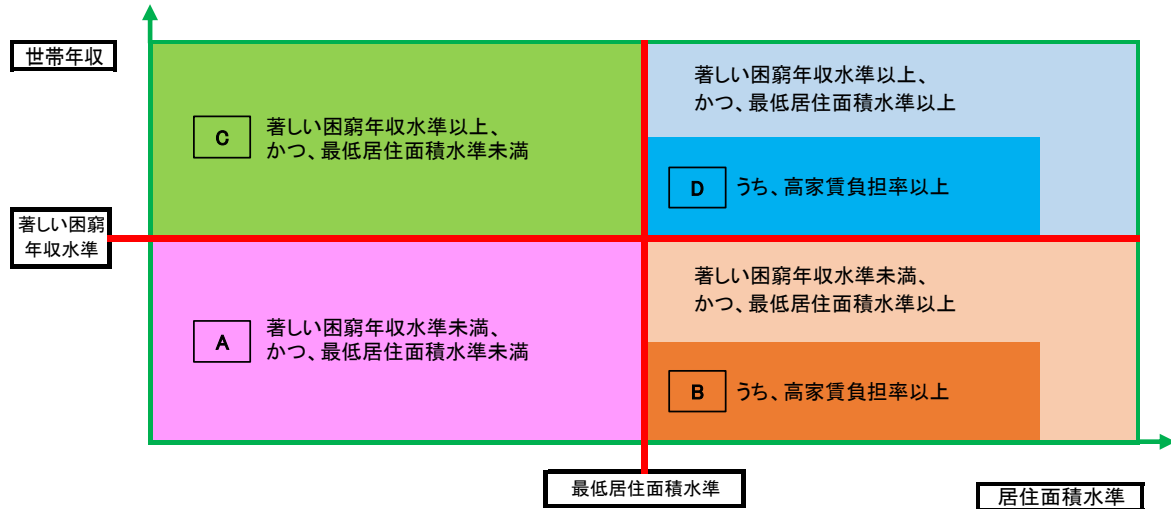 世帯年収
著しい困窮年収水準以上、
かつ、最低居住面積水準以上
C
著しい困窮年収水準以上、
かつ、最低居住面積水準未満
D
うち、高家賃負担率以上
著しい困窮
年収水準
著しい困窮年収水準未満、
かつ、最低居住面積水準以上
A
著しい困窮年収水準未満、
かつ、最低居住面積水準未満
B
うち、高家賃負担率以上
最低居住面積水準
居住面積水準